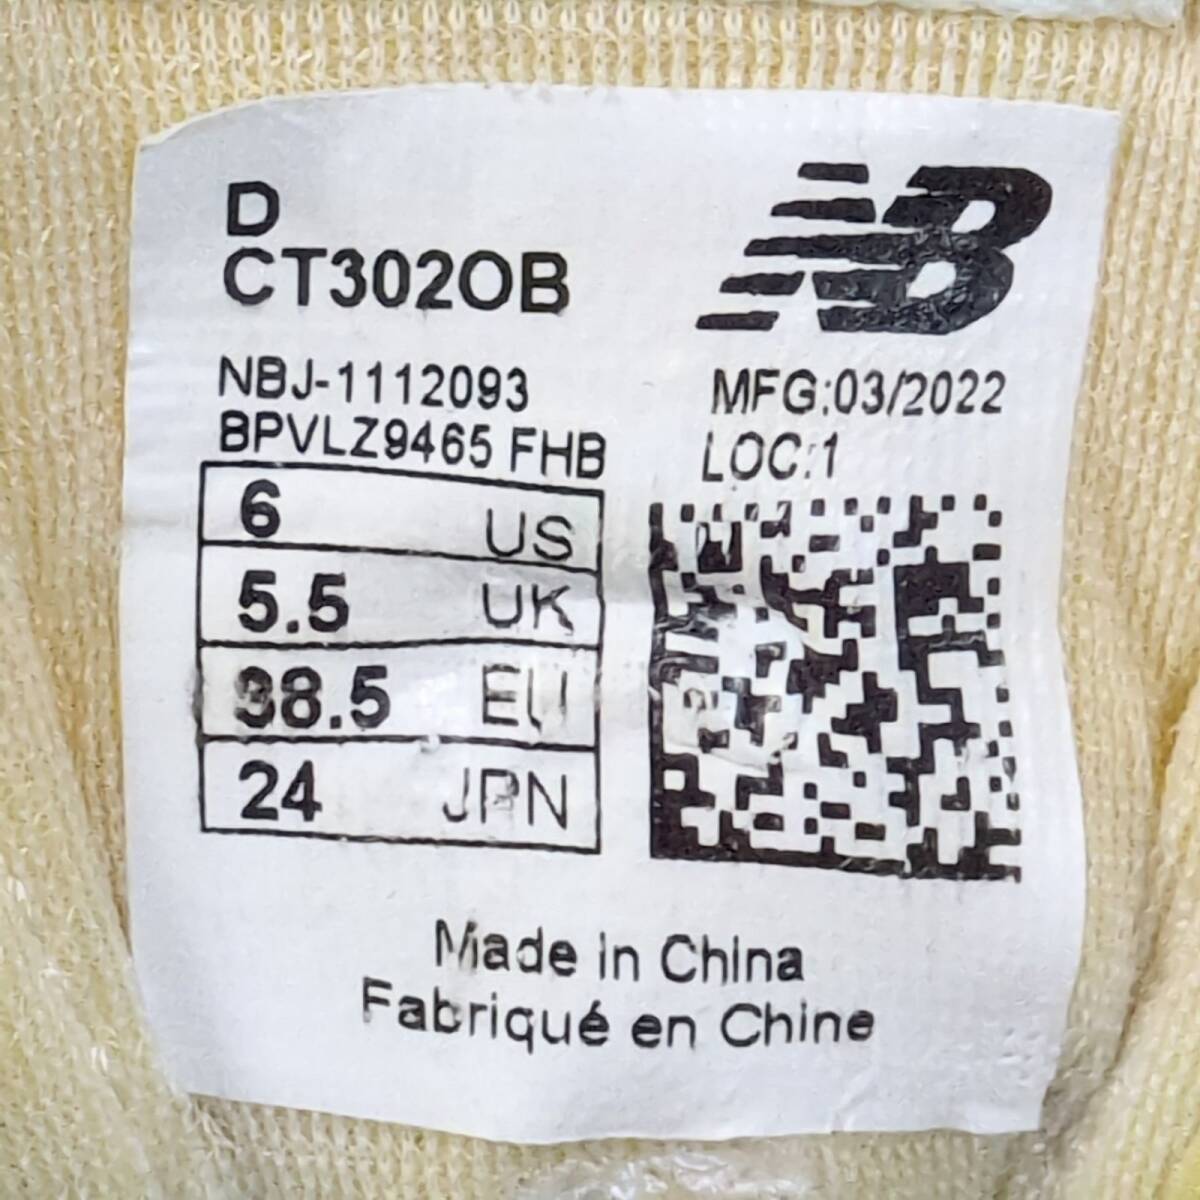 D
CT302OB
NBJ-1112093
BPVLZ9465 FHB
MFG:03/2022
LOC:1
6 US
5.5 UK
38.5 EU
24 JPN
Made in China
Fabriqué en Chine